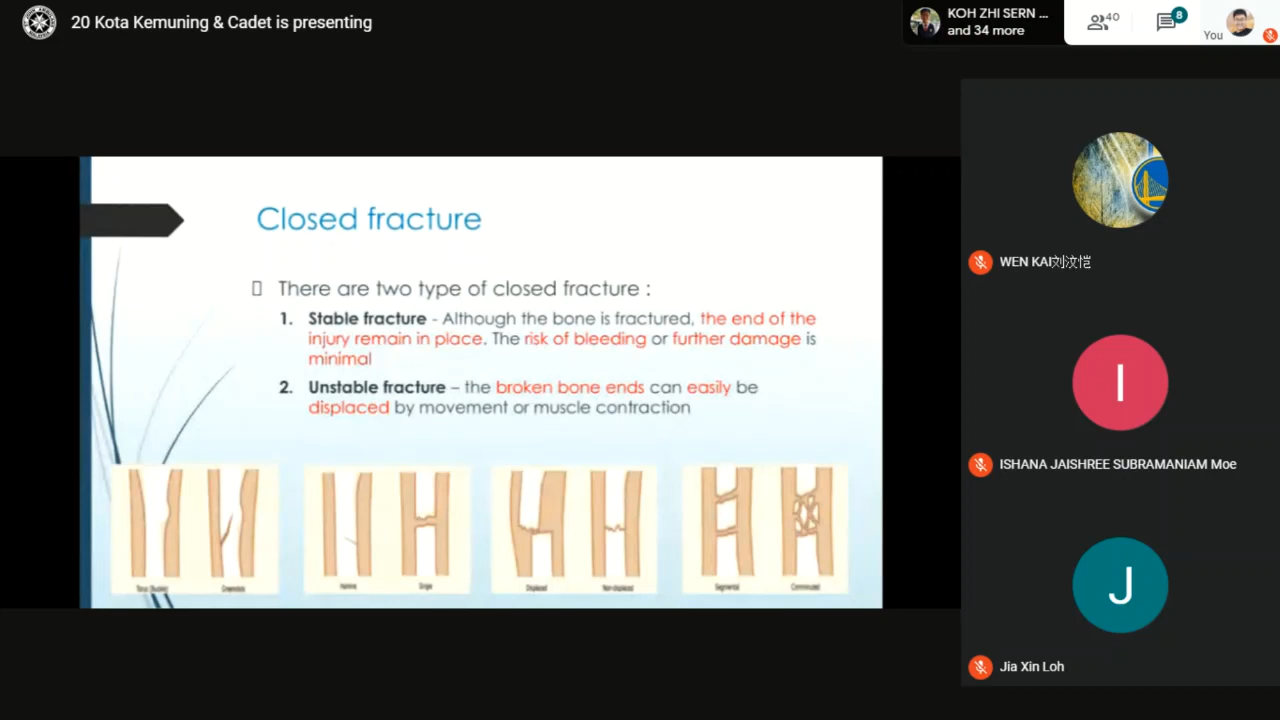 20 Kota Kemuning & Cadet is presenting
KOH ZHI SERN ...
and 34 more
40
8
You
Closed fracture
There are two type of closed fracture :
1. Stable fracture - Although the bone is fractured, the end of the
injury remain in place. The risk of bleeding or further damage is
minimal
2. Unstable fracture – the broken bone ends can easily be
displaced by movement or muscle contraction
Torus (Buckle) Greenstick
Hairline Single
Displaced Non-displaced
Segmental Comminuted
WEN KAI刘汶恺
I
ISHANA JAISHREE SUBRAMANIAM Moe
J
Jia Xin Loh